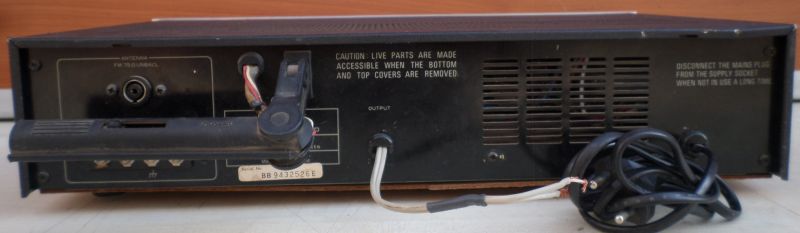 ANTENNA
FM 75Ω UNBAL.
CAUTION: LIVE PARTS ARE MADE
ACCESSIBLE WHEN THE BOTTOM
AND TOP COVERS ARE REMOVED.
OUTPUT
DISCONNECT THE MAINS PLUG
FROM THE SUPPLY SOCKET
WHEN NOT IN USE A LONG TIME.
Serial No.
BB 9432526E